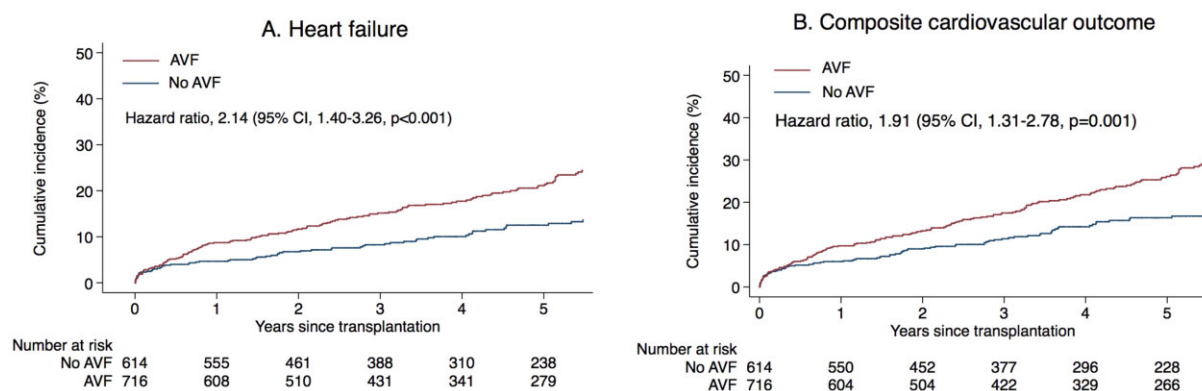 A. Heart failure
50
40
30
20
10
0
Cumulative incidence (%)
AVF
No AVF
Hazard ratio, 2.14 (95% CI, 1.40-3.26, p<0.001)
0 1 2 3 4 5
Years since transplantation
Number at risk
No AVF 614 555 461 388 310 238
AVF 716 608 510 431 341 279
B. Composite cardiovascular outcome
50
40
30
20
10
0
Cumulative incidence (%)
AVF
No AVF
Hazard ratio, 1.91 (95% CI, 1.31-2.78, p=0.001)
0 1 2 3 4 5
Years since transplantation
Number at risk
No AVF 614 550 452 377 296 228
AVF 716 604 504 422 329 266